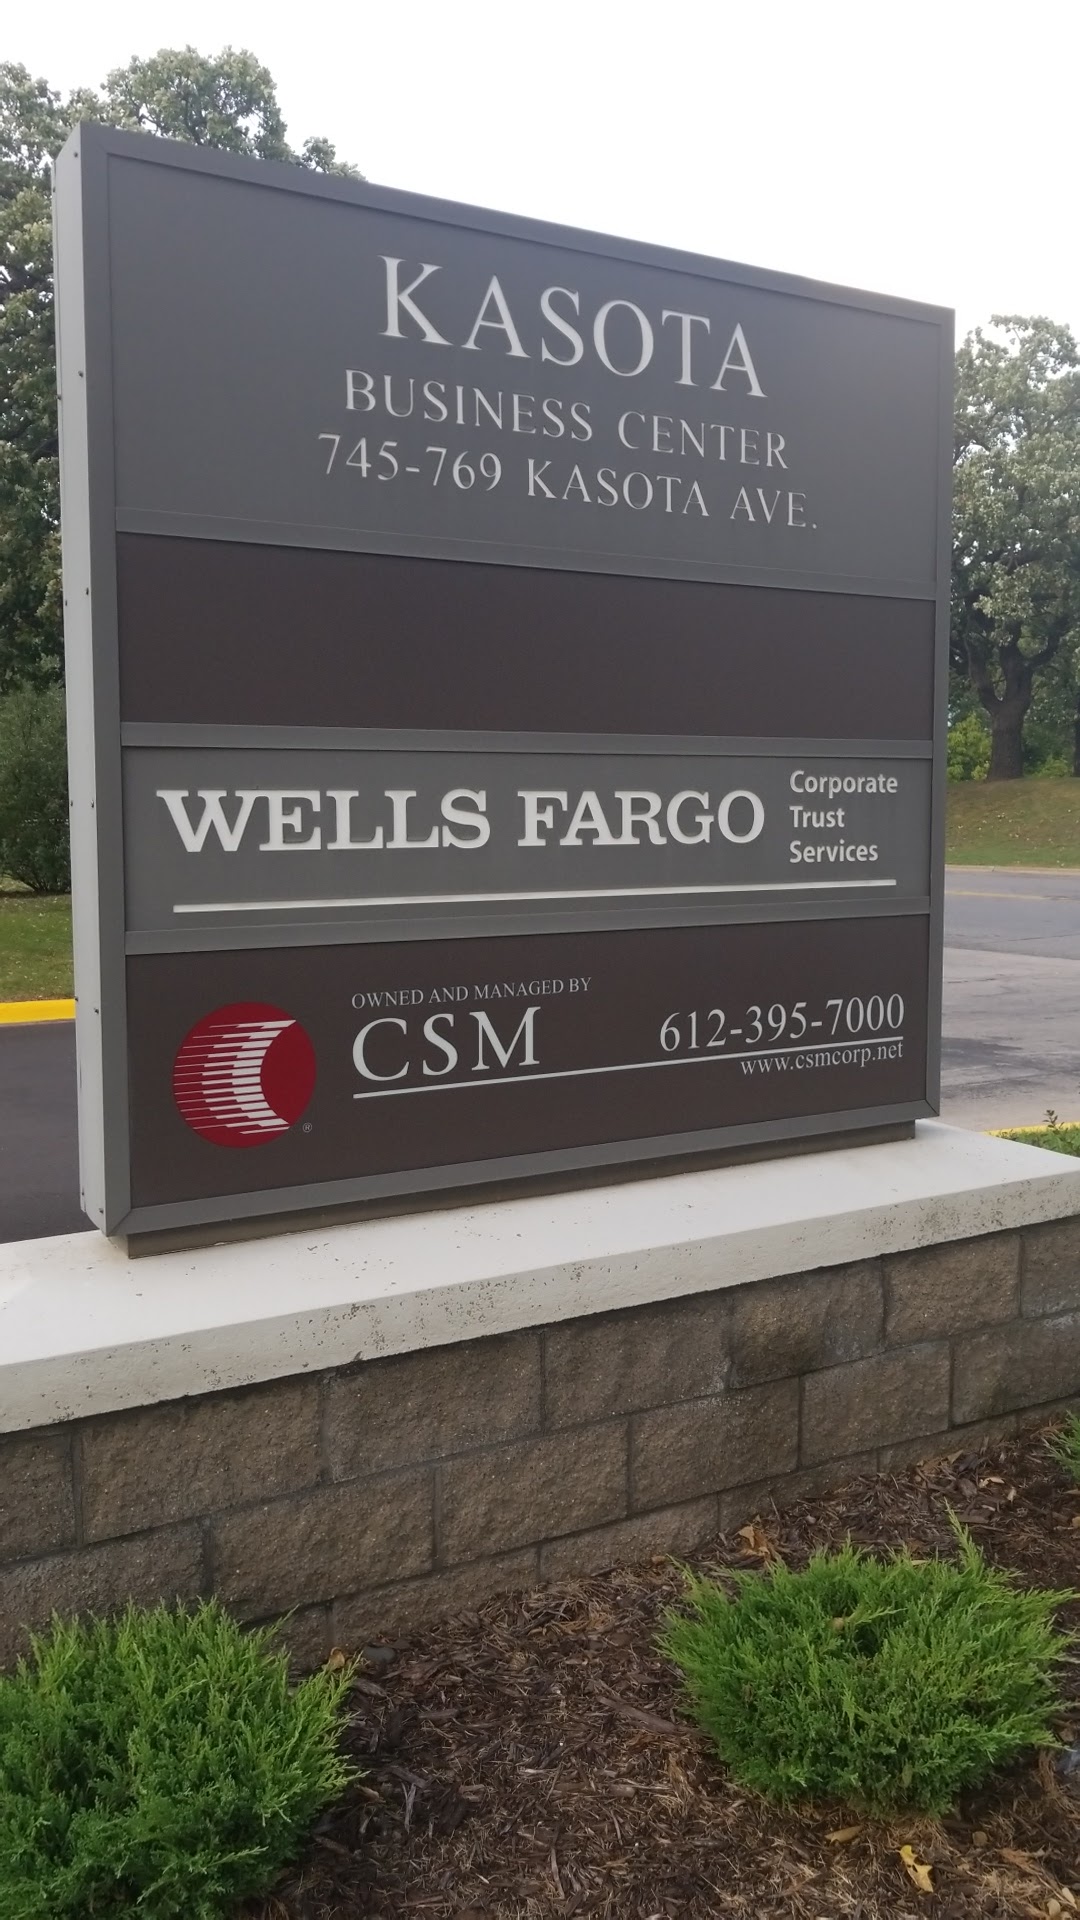 KASOTA
BUSINESS CENTER
745-769 KASOTA AVE.
WELLS FARGO
Corporate
Trust
Services
OWNED AND MANAGED BY
CSM
612-395-7000
www.csmcorp.net
®